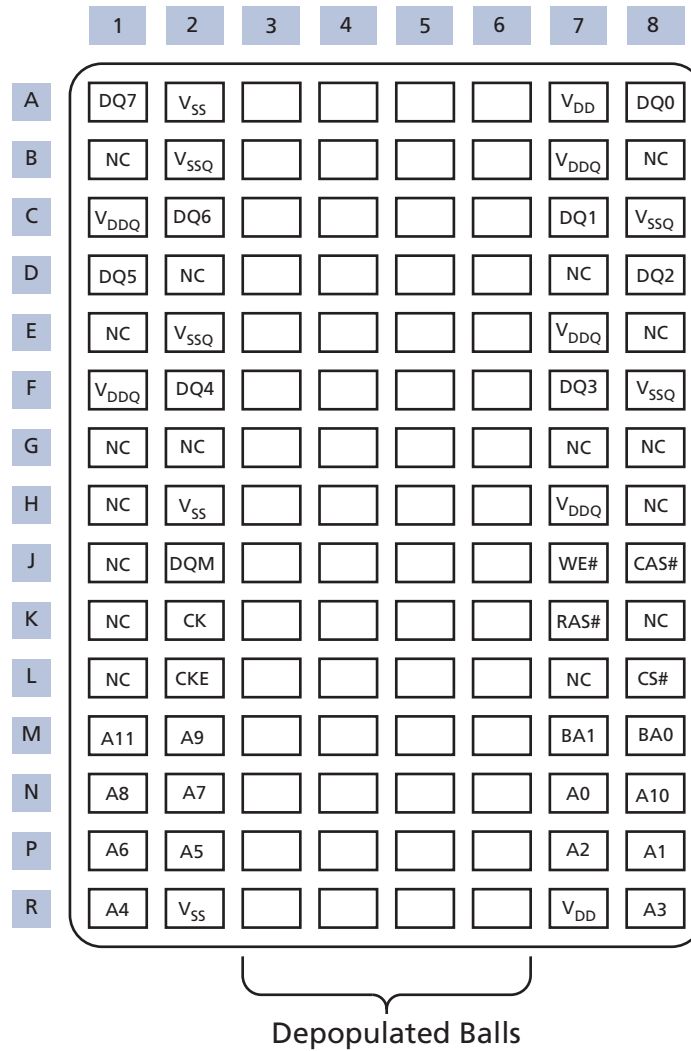 1 2 3 4 5 6 7 8
A DQ7 VSS VDD DQ0
B NC VSSQ VDDQ NC
C VDDQ DQ6 DQ1 VSSQ
D DQ5 NC NC DQ2
E NC VSSQ VDDQ NC
F VDDQ DQ4 DQ3 VSSQ
G NC NC NC NC
H NC VSS VDDQ NC
J NC DQM WE# CAS#
K NC CK RAS# NC
L NC CKE NC CS#
M A11 A9 BA1 BA0
N A8 A7 A0 A10
P A6 A5 A2 A1
R A4 VSS VDD A3
Depopulated Balls